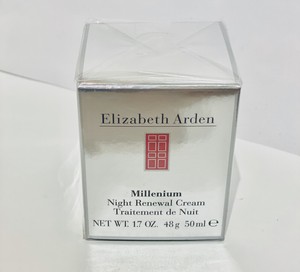 Elizabeth Arden
Millenium
Night Renewal Cream
Traitement de Nuit
NET WT. 1.7 OZ. 48 g 50 ml ℮